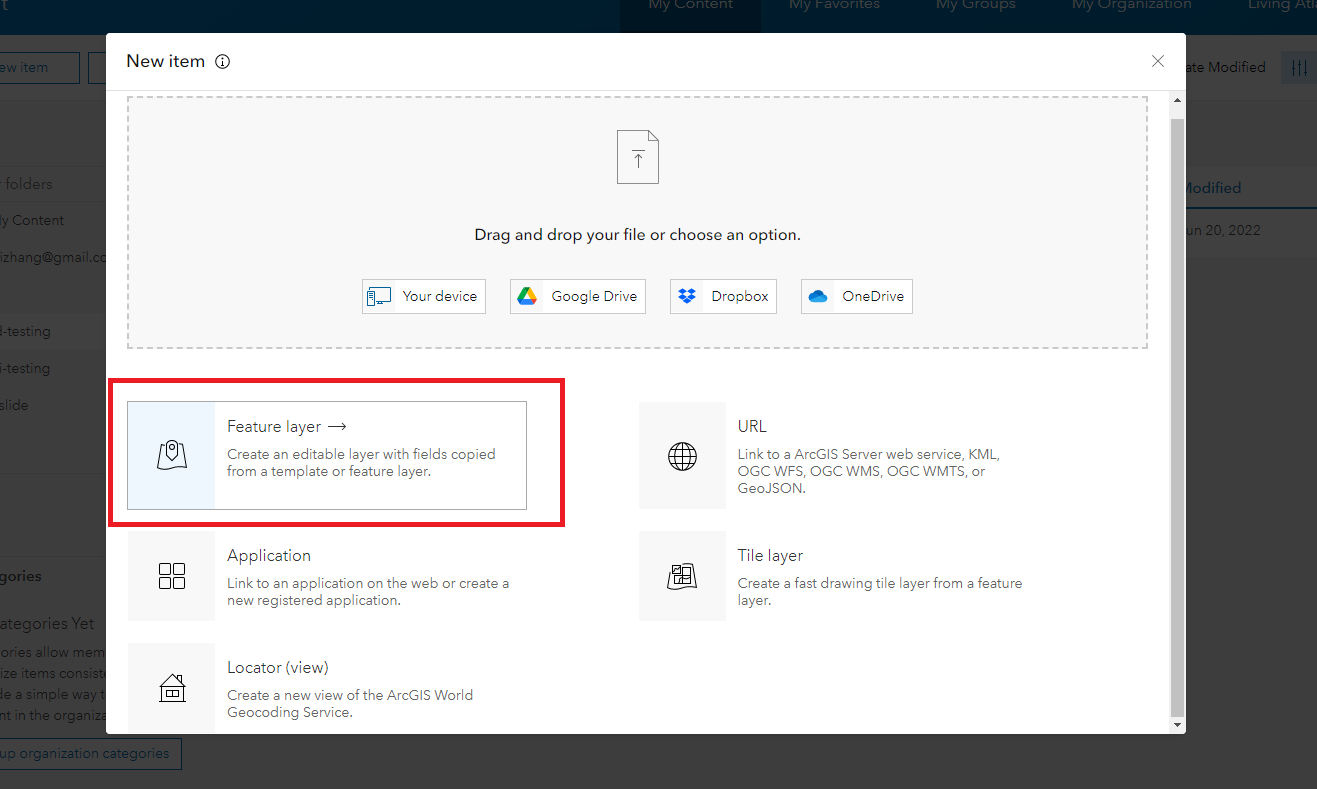 My Content
My Favorites
My Groups
My Organization
Living
New item
ew item
ate Modified
Drag and drop your file or choose an option.
folders
Modified
My Content
un 20, 2022
izhang@gmail.co
Your device
Google Drive
Dropbox
OneDrive
-testing
-testing
slide
Feature layer →
Create an editable layer with fields copied
from a template or feature layer.
URL
Link to a ArcGIS Server web service, KML,
OGC WFS, OGC WMS, OGC WMTS, or
GeoJSON.
Application
Link to an application on the web or create a
new registered application.
Tile layer
Create a fast drawing tile layer from a feature
layer.
gories
ategories Yet
ories allow mem
ize items consiste
de a simple way t
nt in the organiza
up organization categories
Locator (view)
Create a new view of the ArcGIS World
Geocoding Service.